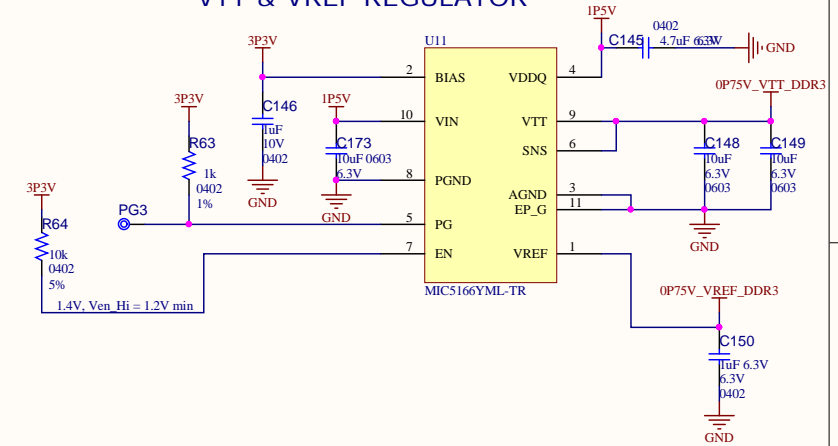 VTT & VREF REGULATOR
1P5V
0402
C145
4.7uF 6.3V
GND
3P3V
U11
2
BIAS
VDDQ
4
0P75V_VTT_DDR3
C146
1uF
10V
0402
GND
3P3V
R63
1k
0402
1%
1P5V
10
VIN
VTT
9
C173
10uF 0603
6.3V
GND
SNS
6
C148
10uF
6.3V
0603
C149
10uF
6.3V
0603
8
PGND
AGND
3
EP_G
11
GND
3P3V
R64
10k
0402
5%
PG3
5
PG
7
EN
VREF
1
1.4V, Ven_Hi = 1.2V min
MIC5166YML-TR
0P75V_VREF_DDR3
C150
1uF 6.3V
6.3V
0402
GND